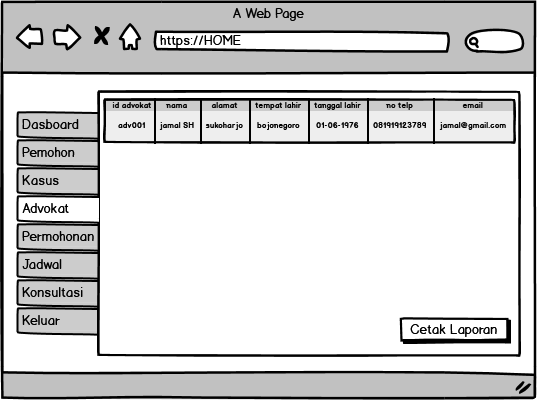 A Web Page
https://HOME
id advokat nama alamat tempat lahir tanggal lahir no telp email
adv001 jamal SH sukoharjo bojonegoro 01-06-1976 081919123789 jamal@gmail.com
Dasboard
Pemohon
Kasus
Advokat
Permohonan
Jadwal
Konsultasi
Keluar
Cetak Laporan